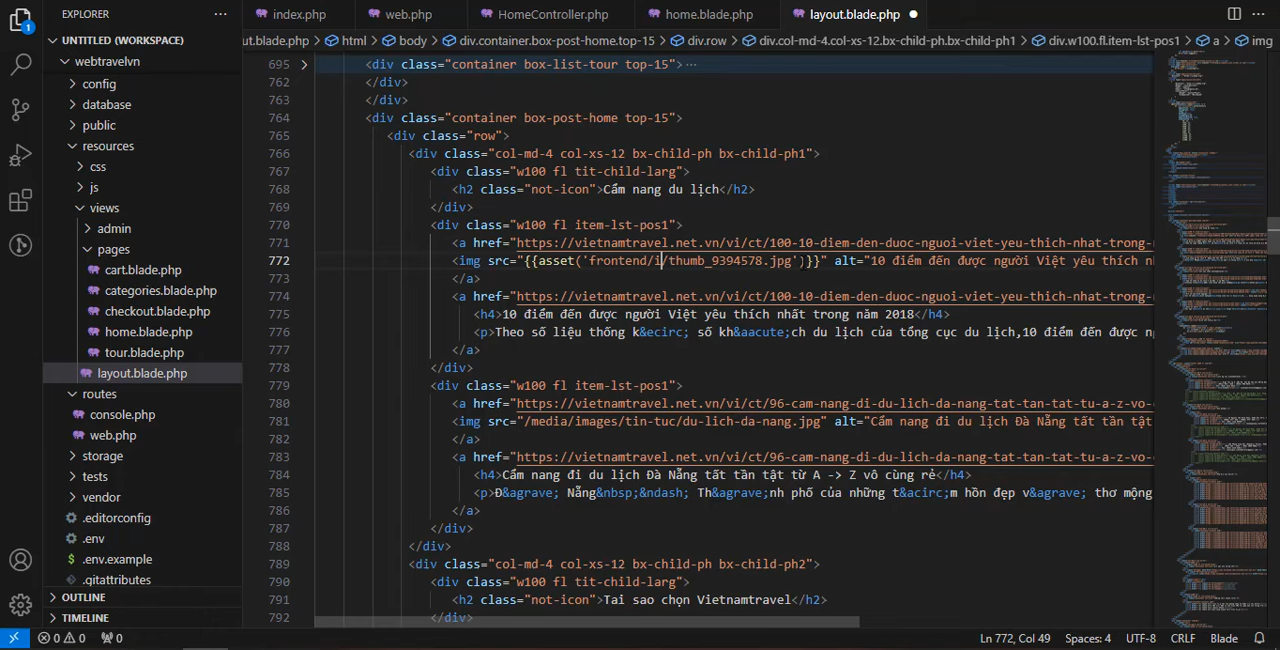 EXPLORER ···
index.php web.php HomeController.php home.blade.php layout.blade.php ···
1
UNTITLED (WORKSPACE)
ut.blade.php > html > body > div.container.box-post-home.top-15 > div.row > div.col-md-4.col-xs-12.bx-child-ph.bx-child-ph1 > div.w100.fl.item-lst-pos1 > a > img
webtravelvn
config
database
public
resources
css
js
views
admin
pages
cart.blade.php
categories.blade.php
checkout.blade.php
home.blade.php
tour.blade.php
layout.blade.php
routes
console.php
web.php
storage
tests
vendor
.editorconfig
.env
$ .env.example
.gitattributes
OUTLINE
TIMELINE
695 > <div class="container box-list-tour top-15">···
762 </div>
763 </div>
764 <div class="container box-post-home top-15">
765 <div class="row">
766 <div class="col-md-4 col-xs-12 bx-child-ph bx-child-ph1">
767 <div class="w100 fl tit-child-larg">
768 <h2 class="not-icon">Cẩm nang du lịch</h2>
769 </div>
770 <div class="w100 fl item-lst-pos1">
771 <a href="https://vietnamtravel.net.vn/vi/ct/100-10-diem-den-duoc-nguoi-viet-yeu-thich-nhat-trong-
772 <img src="{{asset('frontend/i/thumb_9394578.jpg')}}" alt="10 điểm đến được người Việt yêu thích nh
773 </a>
774 <a href="https://vietnamtravel.net.vn/vi/ct/100-10-diem-den-duoc-nguoi-viet-yeu-thich-nhat-trong-
775 <h4>10 điểm đến được người Việt yêu thích nhất trong năm 2018</h4>
776 <p>Theo số liệu thống k&ecirc; số kh&aacute;ch du lịch của tổng cục du lịch,10 điểm đến được ng
777 </a>
778 </div>
779 <div class="w100 fl item-lst-pos1">
780 <a href="https://vietnamtravel.net.vn/vi/ct/96-cam-nang-di-du-lich-da-nang-tat-tan-tat-tu-a-z-vo-
781 <img src="/media/images/tin-tuc/du-lich-da-nang.jpg" alt="Cẩm nang đi du lịch Đà Nẵng tất tần tật
782 </a>
783 <a href="https://vietnamtravel.net.vn/vi/ct/96-cam-nang-di-du-lich-da-nang-tat-tan-tat-tu-a-z-vo-
784 <h4>Cẩm nang đi du lịch Đà Nẵng tất tần tật từ A -> Z vô cùng rẻ</h4>
785 <p>Đ&agrave; Nẵng&nbsp;&ndash; Th&agrave;nh phố của những t&acirc;m hồn đẹp v&agrave; thơ mộng
786 </a>
787 </div>
788 </div>
789 <div class="col-md-4 col-xs-12 bx-child-ph bx-child-ph2">
790 <div class="w100 fl tit-child-larg">
791 <h2 class="not-icon">Tai sao chọn Vietnamtravel</h2>
792 </div>
0 0 0 Ln 772, Col 49 Spaces: 4 UTF-8 CRLF Blade